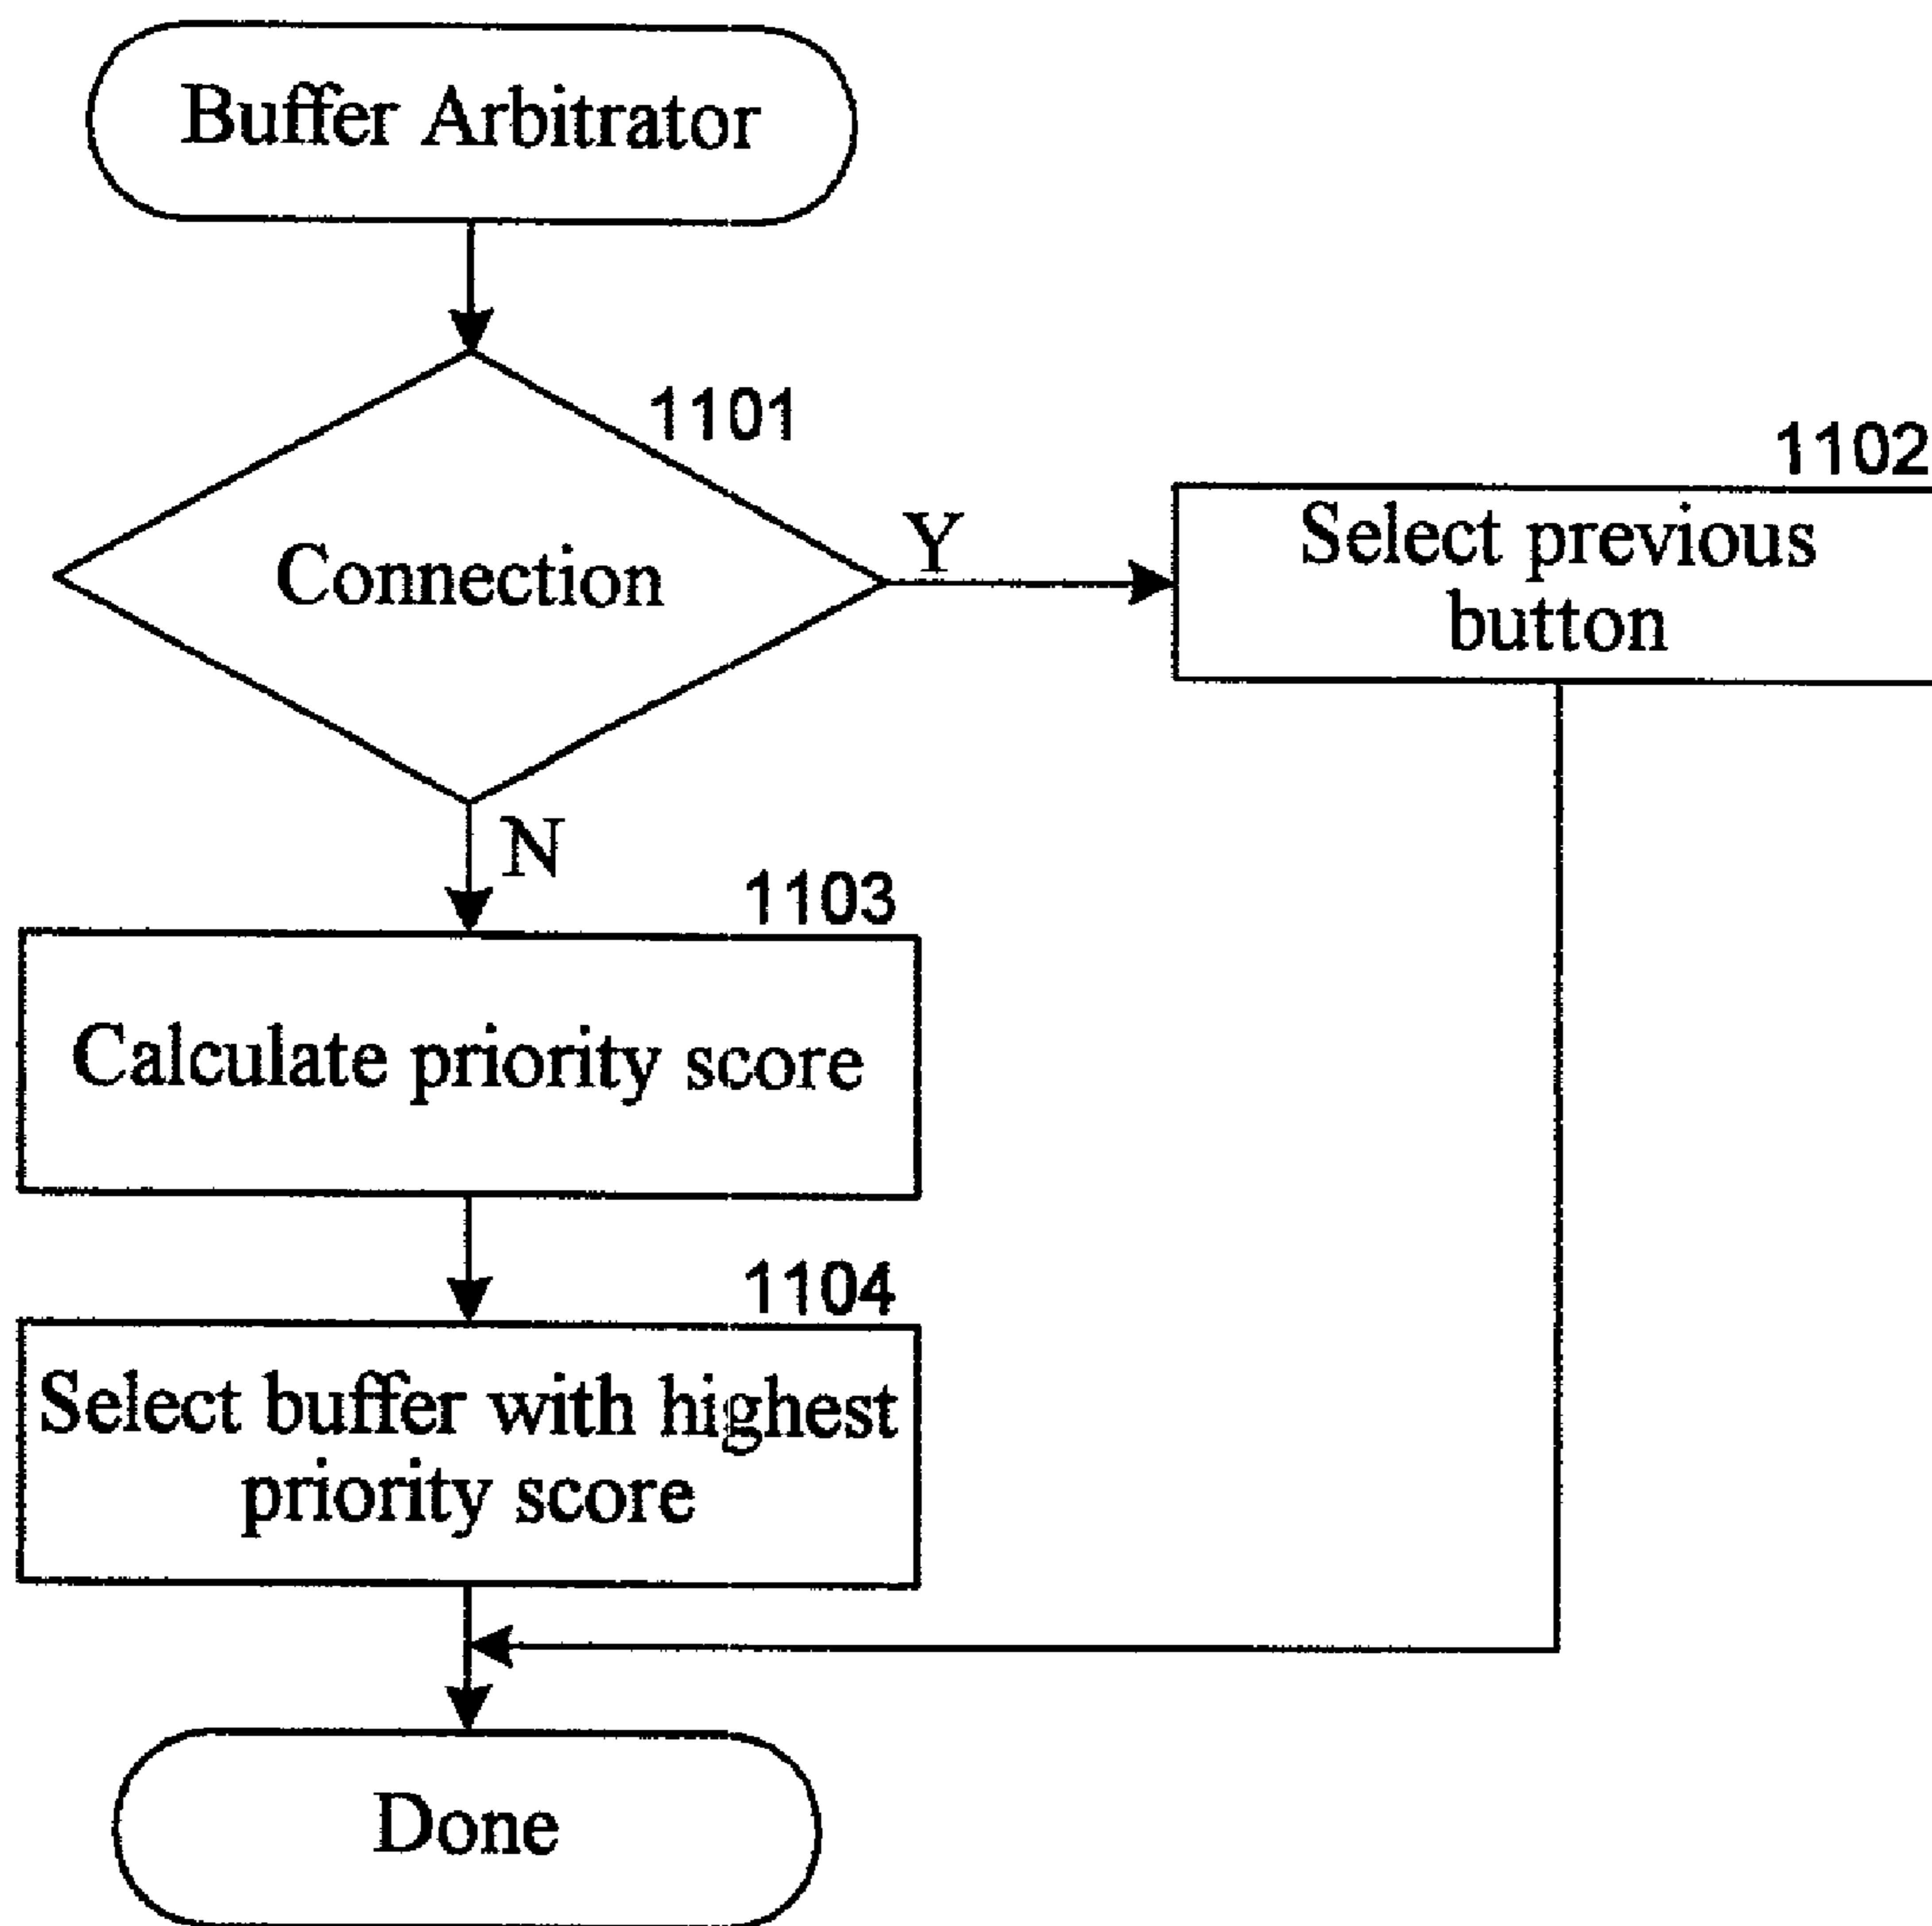 Buffer Arbitrator
1101
Connection
Y
1102
Select previous
button
N
1103
Calculate priority score
1104
Select buffer with highest
priority score
Done